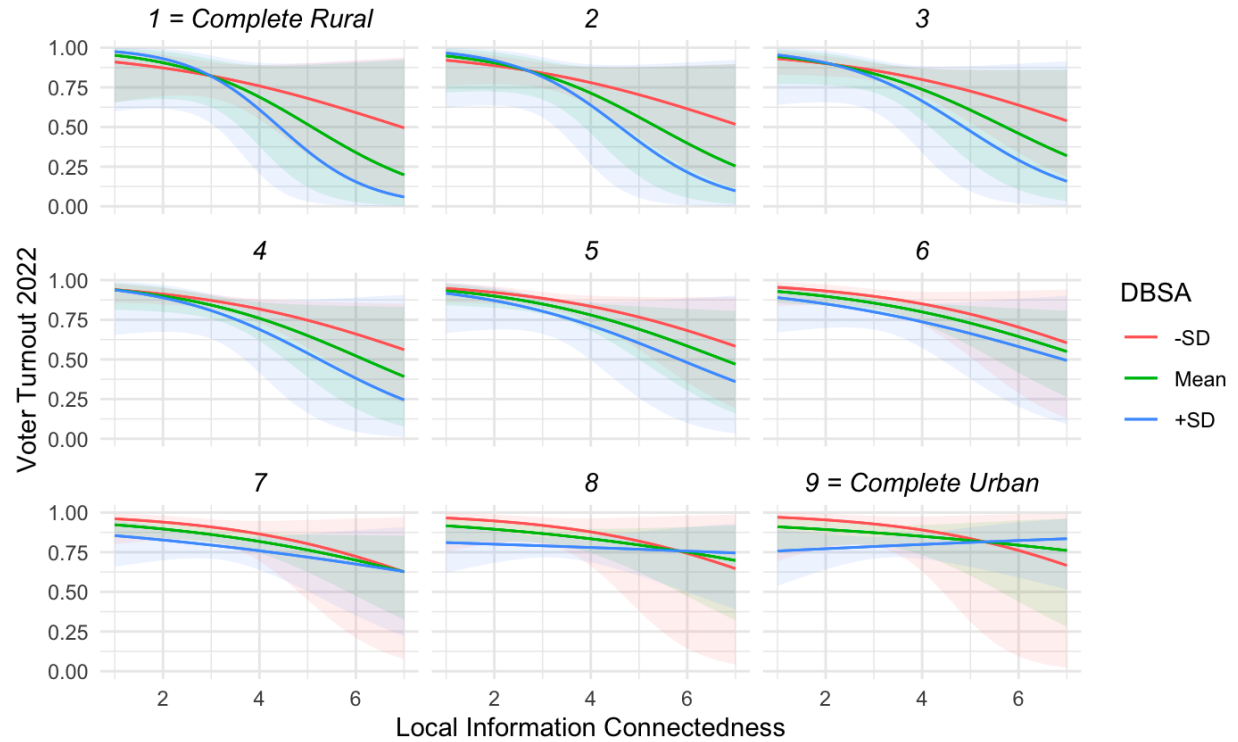 1 = Complete Rural
2
3
1.00
0.75
0.50
0.25
0.00
4
5
6
1.00
0.75
0.50
0.25
0.00
7
8
9 = Complete Urban
1.00
0.75
0.50
0.25
0.00
2 4 6
2 4 6
2 4 6
Local Information Connectedness
Voter Turnout 2022
DBSA
-SD
Mean
+SD